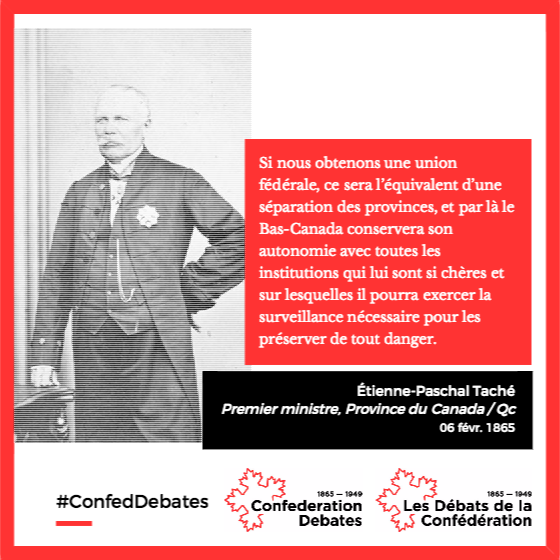 Si nous obtenons une union
fédérale, ce sera l'équivalent d'une
séparation des provinces, et par là le
Bas-Canada conservera son
autonomie avec toutes les
institutions qui lui sont si chères et
sur lesquelles il pourra exercer la
surveillance nécessaire pour les
préserver de tout danger.
Étienne-Paschal Taché
Premier ministre, Province du Canada / Qc
06 févr. 1865
#ConfedDebates
1865 — 1949
Confederation
Debates
1865 — 1949
Les Débats de la
Confédération